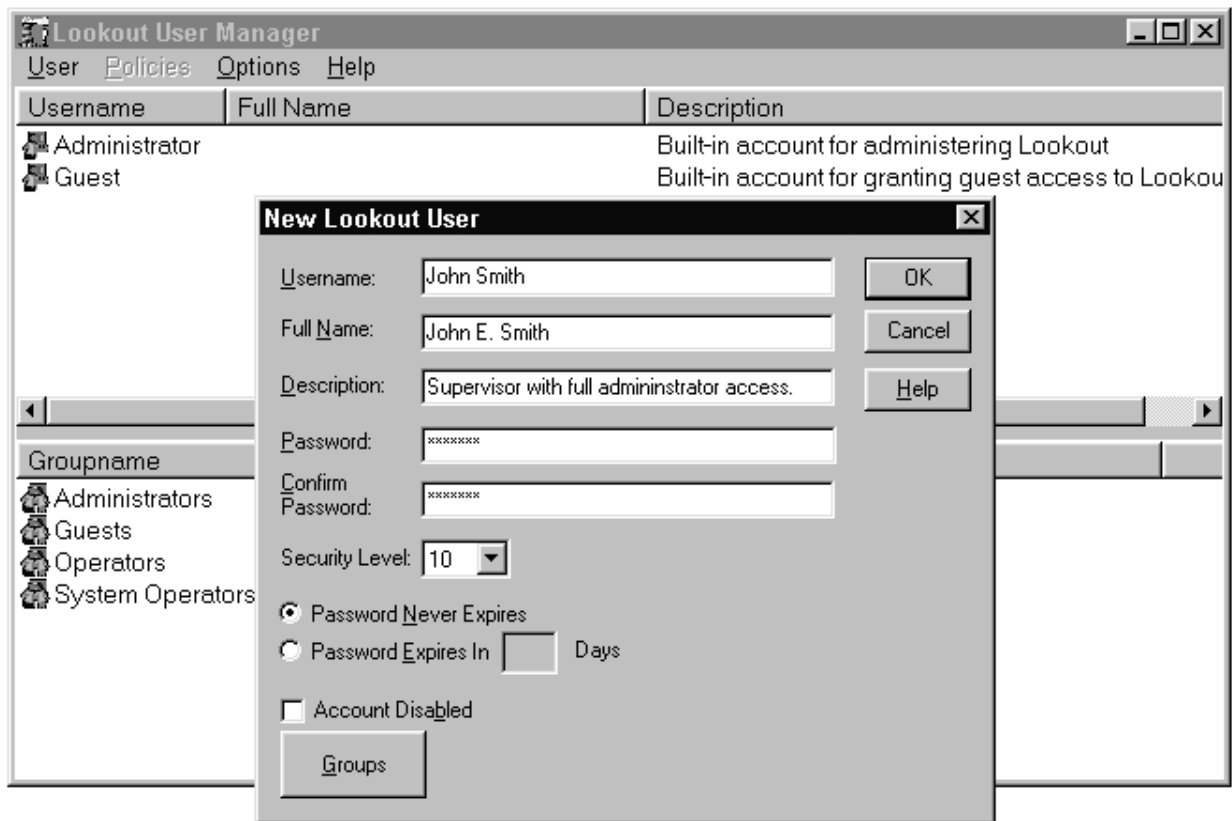 Lookout User Manager
User Policies Options Help
Username Full Name Description
Administrator Built-in account for administering Lookout
Guest Built-in account for granting guest access to Lookou
New Lookout User
Username: John Smith OK
Full Name: John E. Smith Cancel
Description: Supervisor with full admininstrator access. Help
Password: *******
Confirm
Password: *******
Security Level: 10
Password Never Expires
Password Expires In Days
Account Disabled
Groups
Groupname
Administrators
Guests
Operators
System Operators